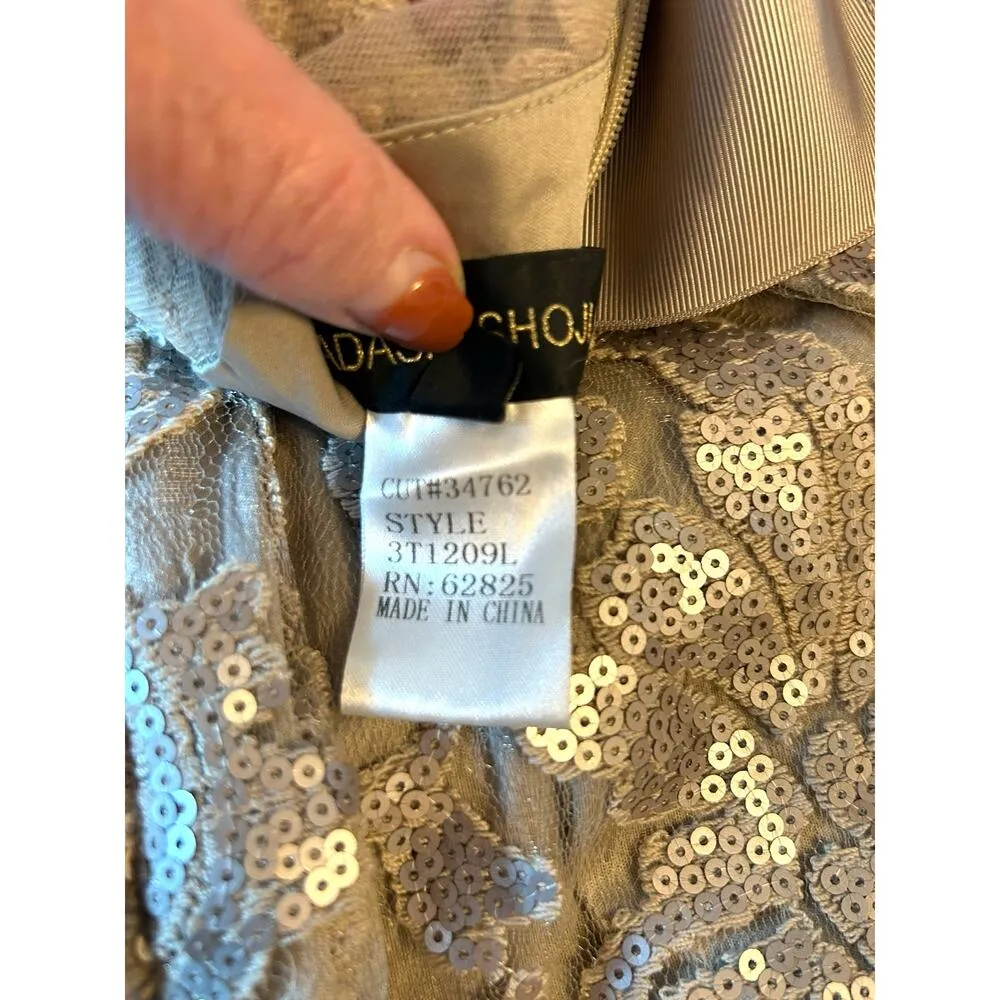 SHOJI
CUT#34762
STYLE
3T1209L
RN:62825
MADE IN CHINA